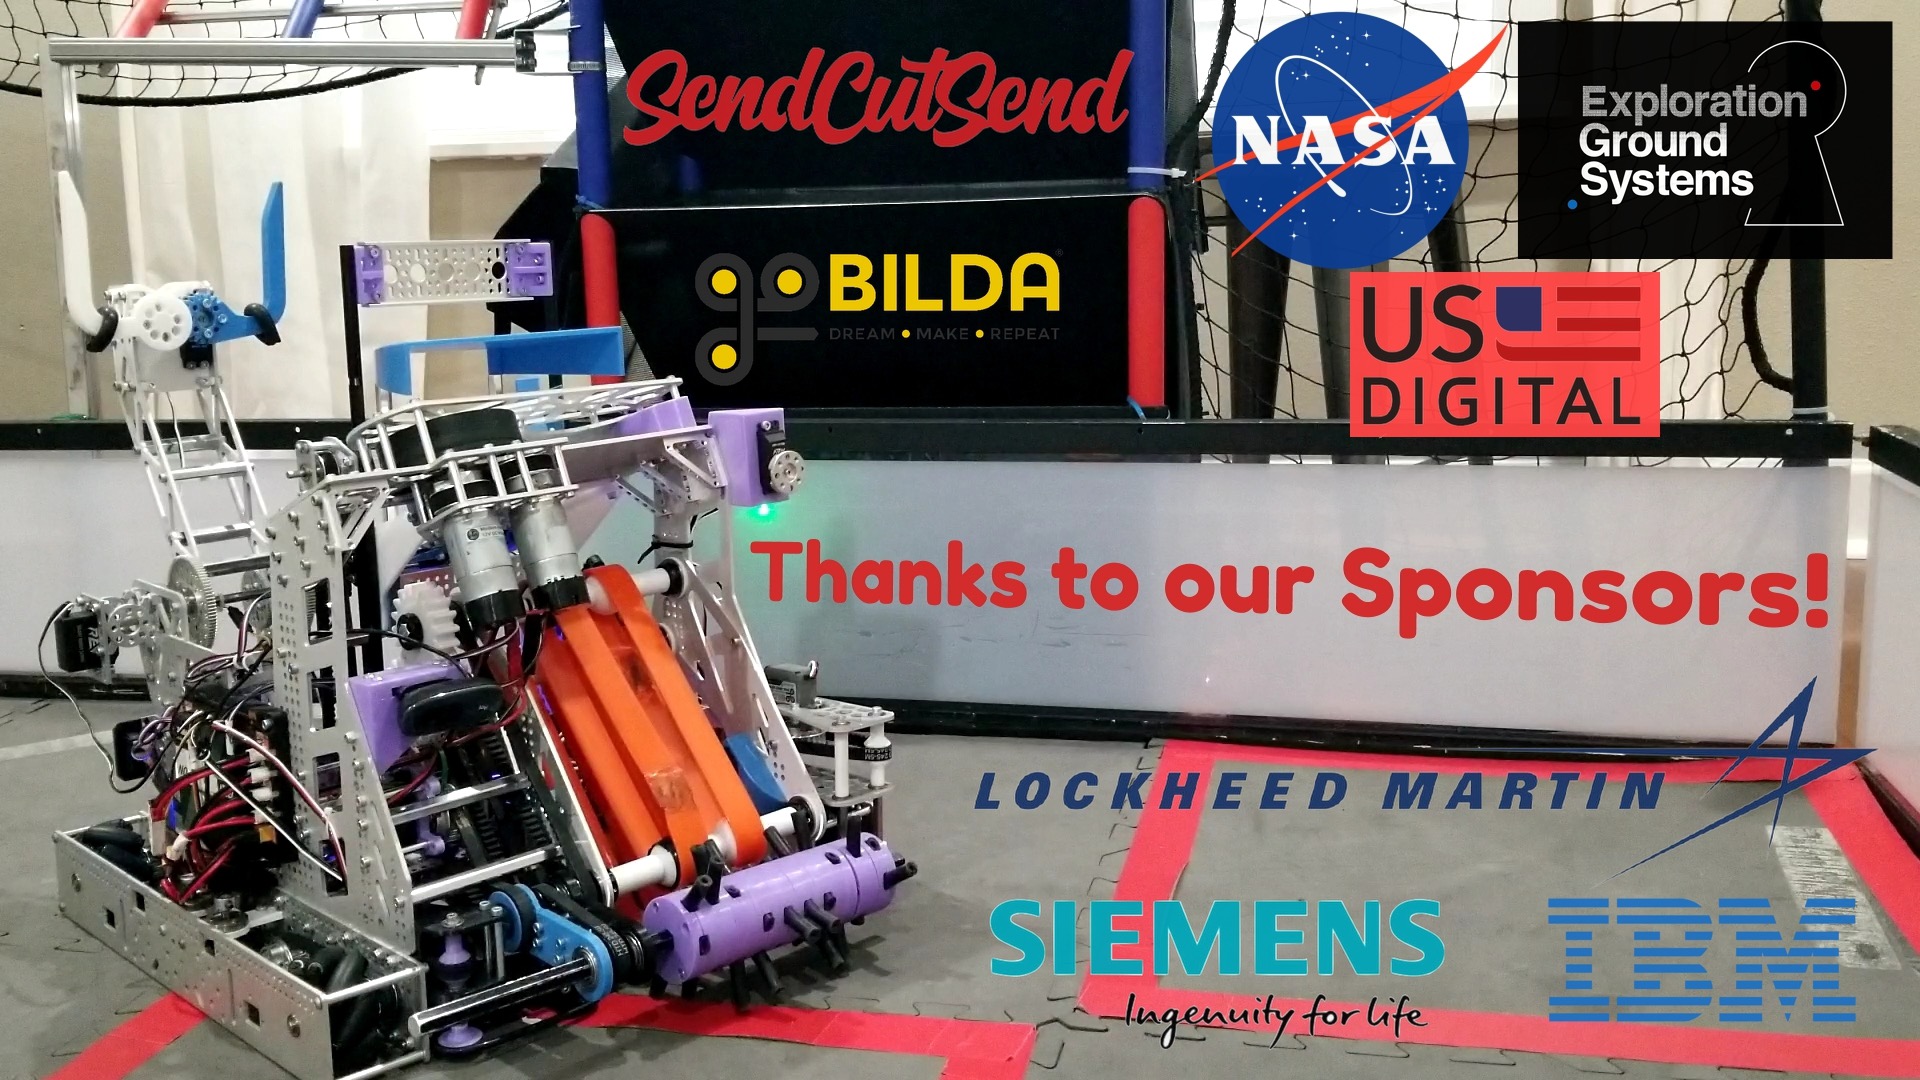 SendCutSend
NASA
Exploration
Ground
Systems
goBILDA®
DREAM • MAKE • REPEAT
US
DIGITAL
Thanks to our Sponsors!
LOCKHEED MARTIN
SIEMENS
Ingenuity for life
IBM